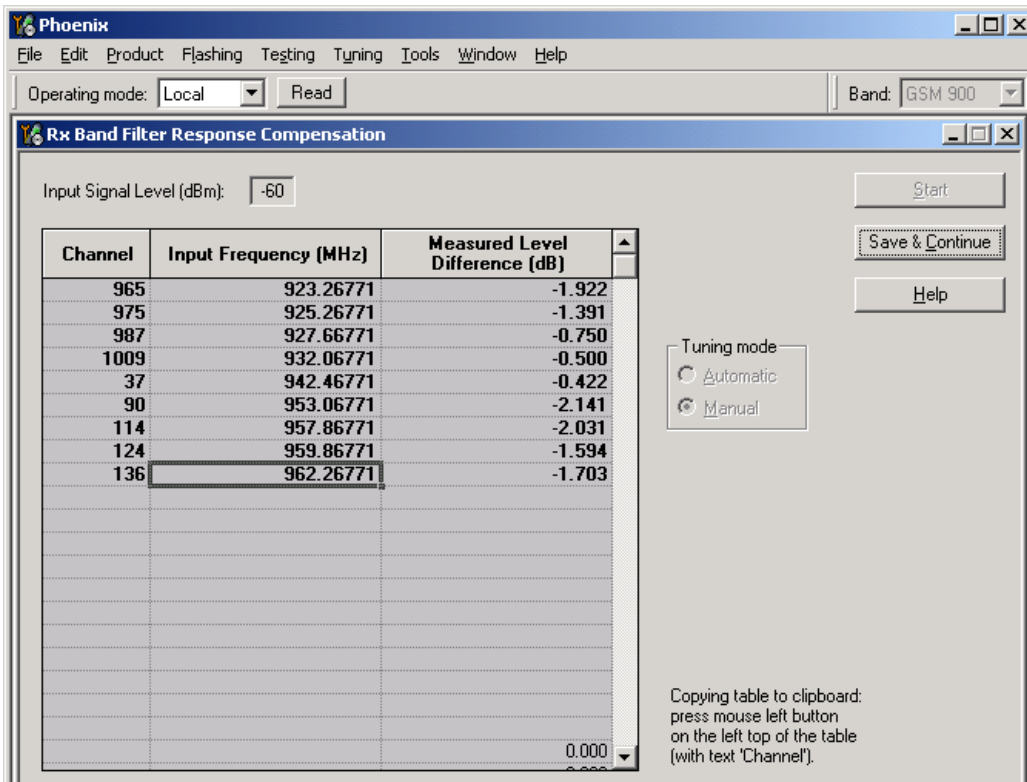 Phoenix
File Edit Product Flashing Testing Tuning Tools Window Help
Operating mode: Local Read Band: GSM 900
Rx Band Filter Response Compensation
Input Signal Level (dBm): -60
Start
Save & Continue
Help
Channel Input Frequency (MHz) Measured Level Difference (dB)
965 923.26771 -1.922
975 925.26771 -1.391
987 927.66771 -0.750
1009 932.06771 -0.500
37 942.46771 -0.422
90 953.06771 -2.141
114 957.86771 -2.031
124 959.86771 -1.594
136 962.26771 -1.703
0.000
Tuning mode
Automatic
Manual
Copying table to clipboard:
press mouse left button
on the left top of the table
(with text 'Channel').